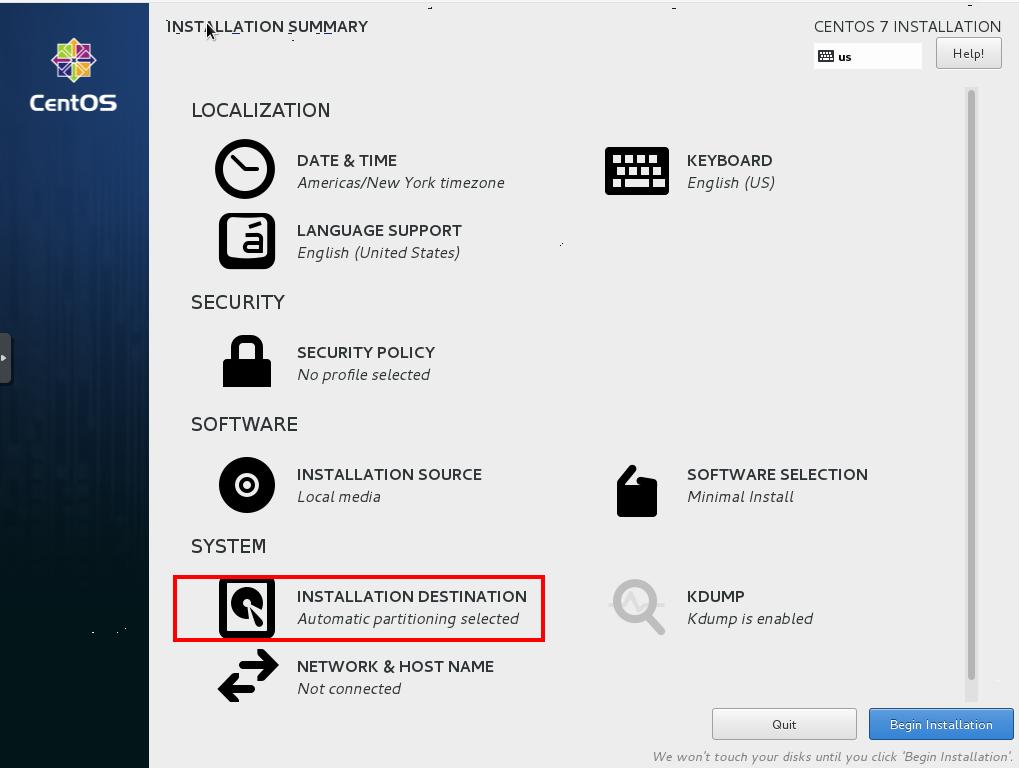 INSTALLATION SUMMARY
CENTOS 7 INSTALLATION
us
Help!
CentOS
LOCALIZATION
DATE & TIME
Americas/New York timezone
KEYBOARD
English (US)
LANGUAGE SUPPORT
English (United States)
SECURITY
SECURITY POLICY
No profile selected
SOFTWARE
INSTALLATION SOURCE
Local media
SOFTWARE SELECTION
Minimal Install
SYSTEM
INSTALLATION DESTINATION
Automatic partitioning selected
KDUMP
Kdump is enabled
NETWORK & HOST NAME
Not connected
Quit
Begin Installation
We won't touch your disks until you click 'Begin Installation'.